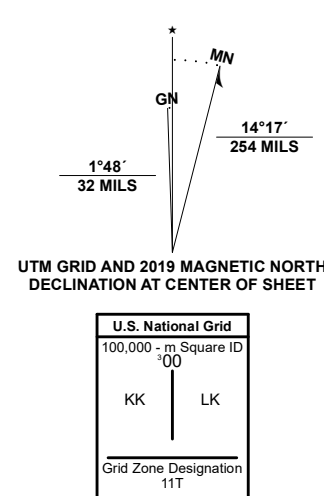 ★
MN
GN
14°17´
254 MILS
1°48´
32 MILS
UTM GRID AND 2019 MAGNETIC NORTH
DECLINATION AT CENTER OF SHEET
U.S. National Grid
100,000 - m Square ID
³00
KK LK
Grid Zone Designation
11T